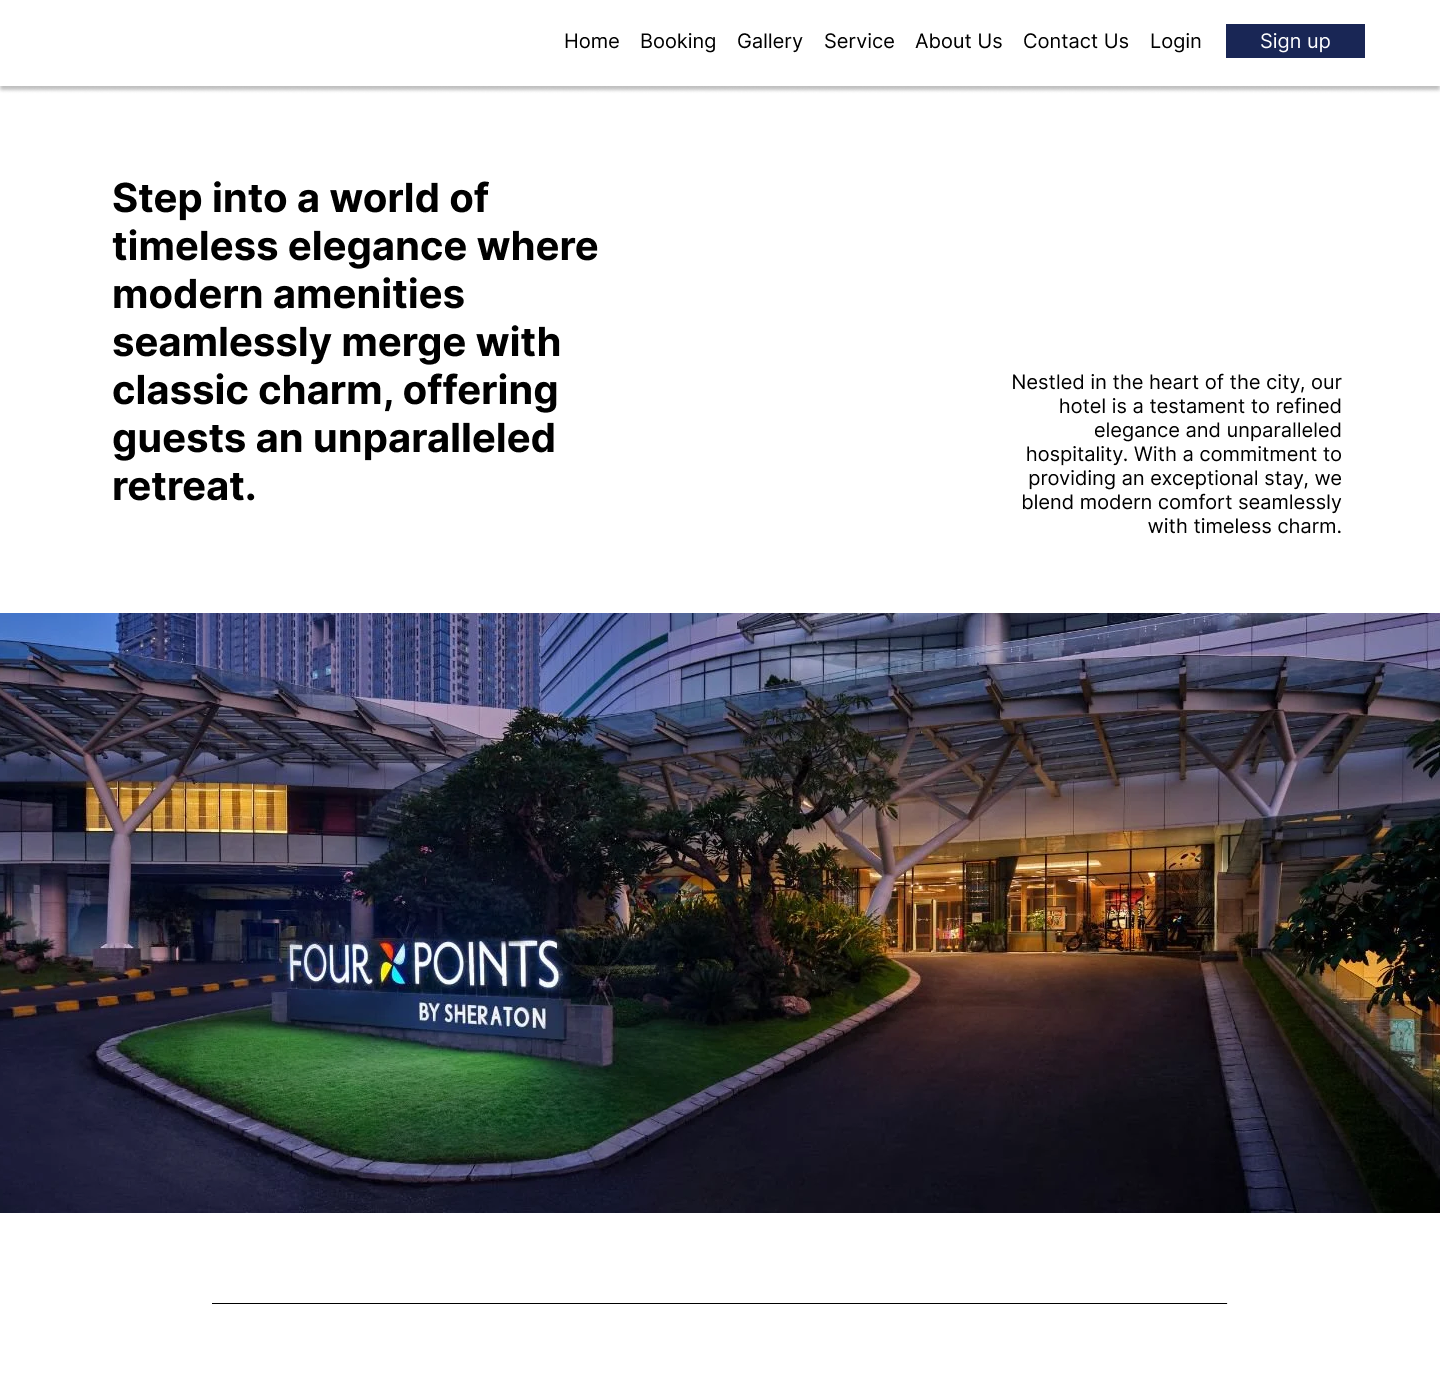 Home Booking Gallery Service About Us Contact Us Login Sign up
Step into a world of
timeless elegance where
modern amenities
seamlessly merge with
classic charm, offering
guests an unparalleled
retreat.
Nestled in the heart of the city, our
hotel is a testament to refined
elegance and unparalleled
hospitality. With a commitment to
providing an exceptional stay, we
blend modern comfort seamlessly
with timeless charm.
FOUR POINTS
BY SHERATON